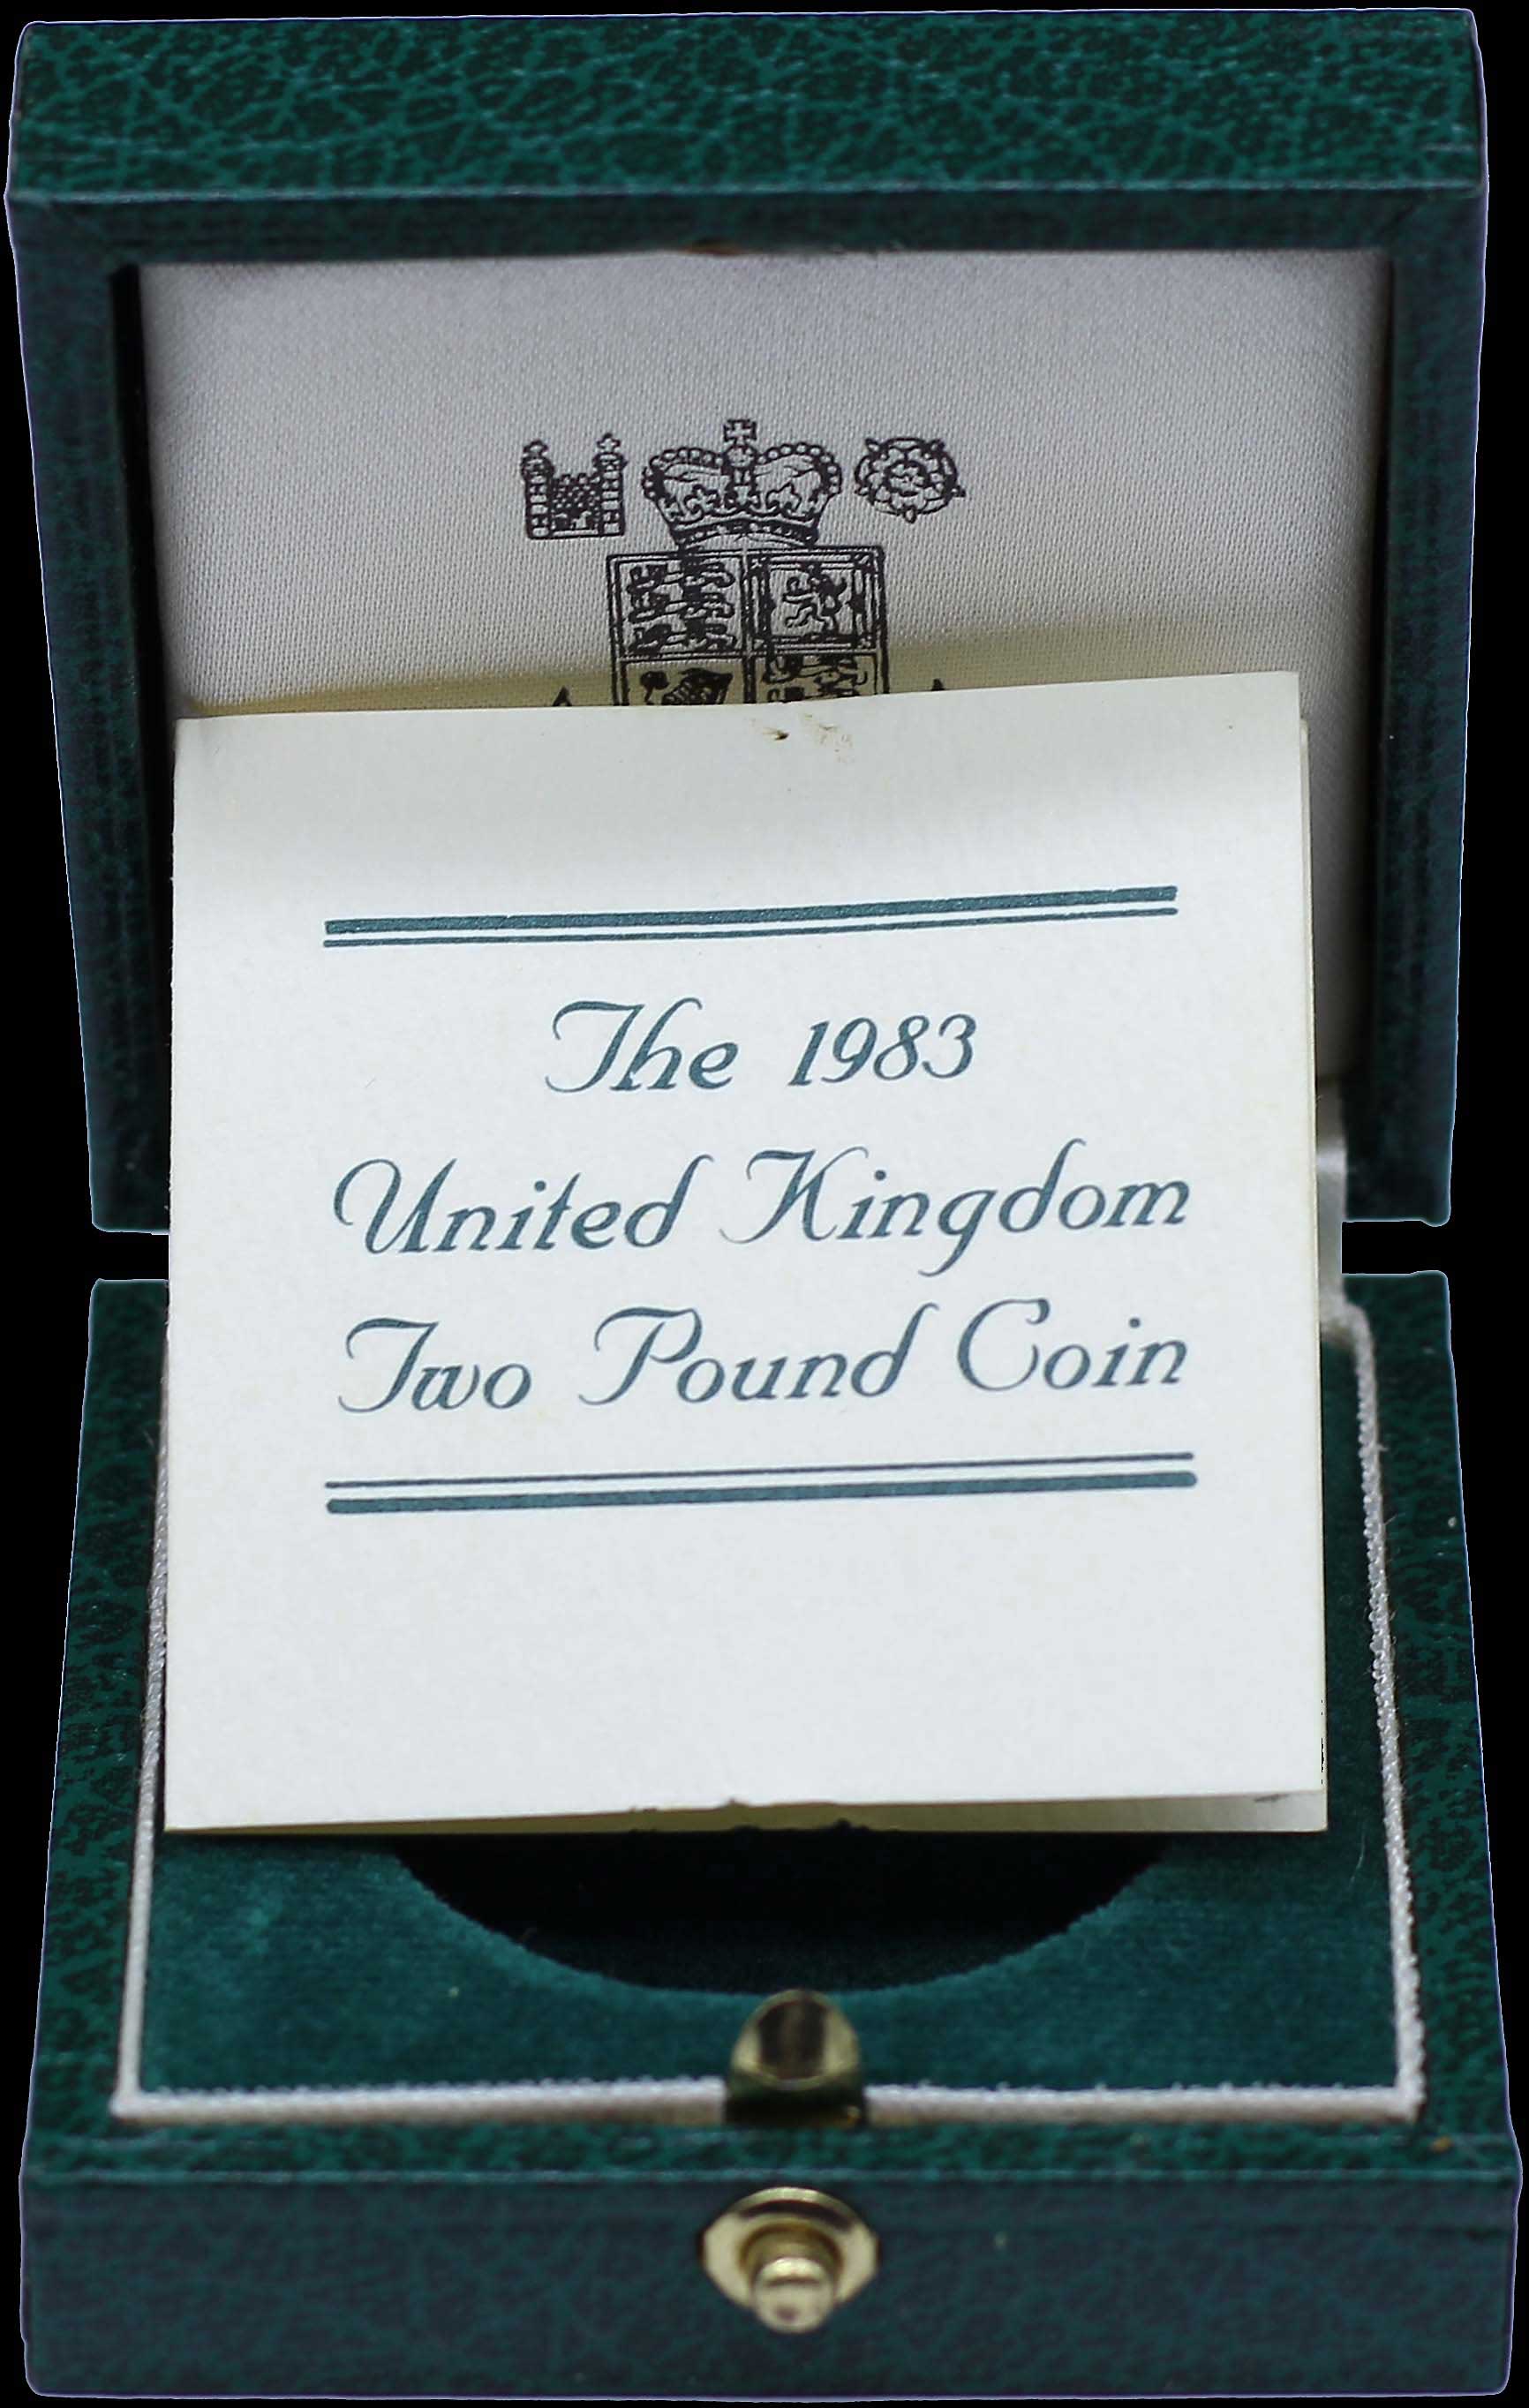 The 1983
United Kingdom
Two Pound Coin